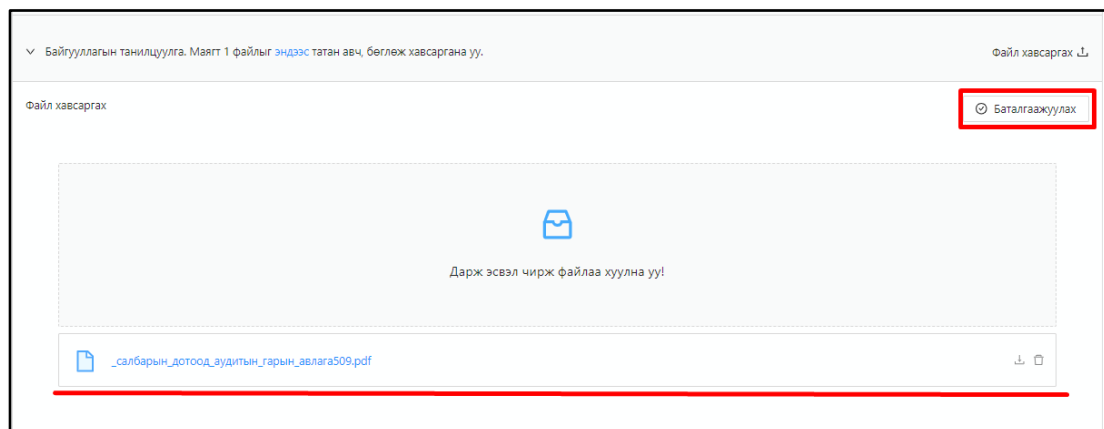 Байгууллагын танилцуулга. Маягт 1 файлыг эндээс татан авч, бөглөж хавсаргана уу.
Файл хавсаргах
Файл хавсаргах
Баталгаажуулах
Дарж эсвэл чирж файлаа хуулна уу!
_салбарын_дотоод_аудитын_гарын_авлага509.pdf